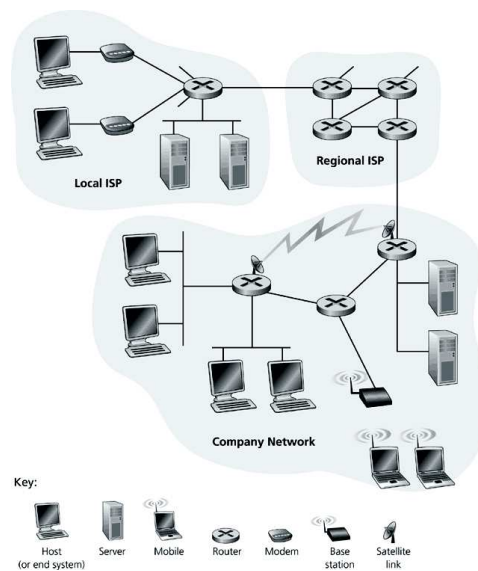 Local ISP
Regional ISP
Company Network
Key:
Host
(or end system)
Server
Mobile
Router
Modem
Base
station
Satellite
link